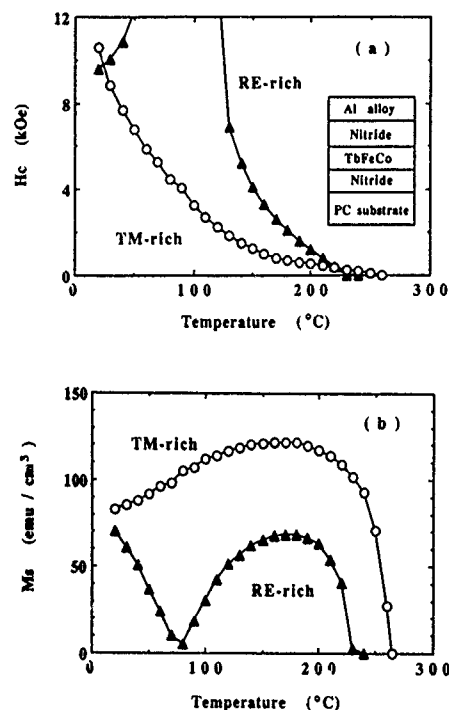 12
( a )
RE-rich
Al alloy
8
Nitride
TbFeCo
Hc (kOe)
Nitride
4
PC substrate
TM-rich
0
0 100 200 300
Temperature (°C)
150
( b )
TM-rich
100
Ms (emu / cm³)
50
RE-rich
0
0 100 200 300
Temperature (°C)